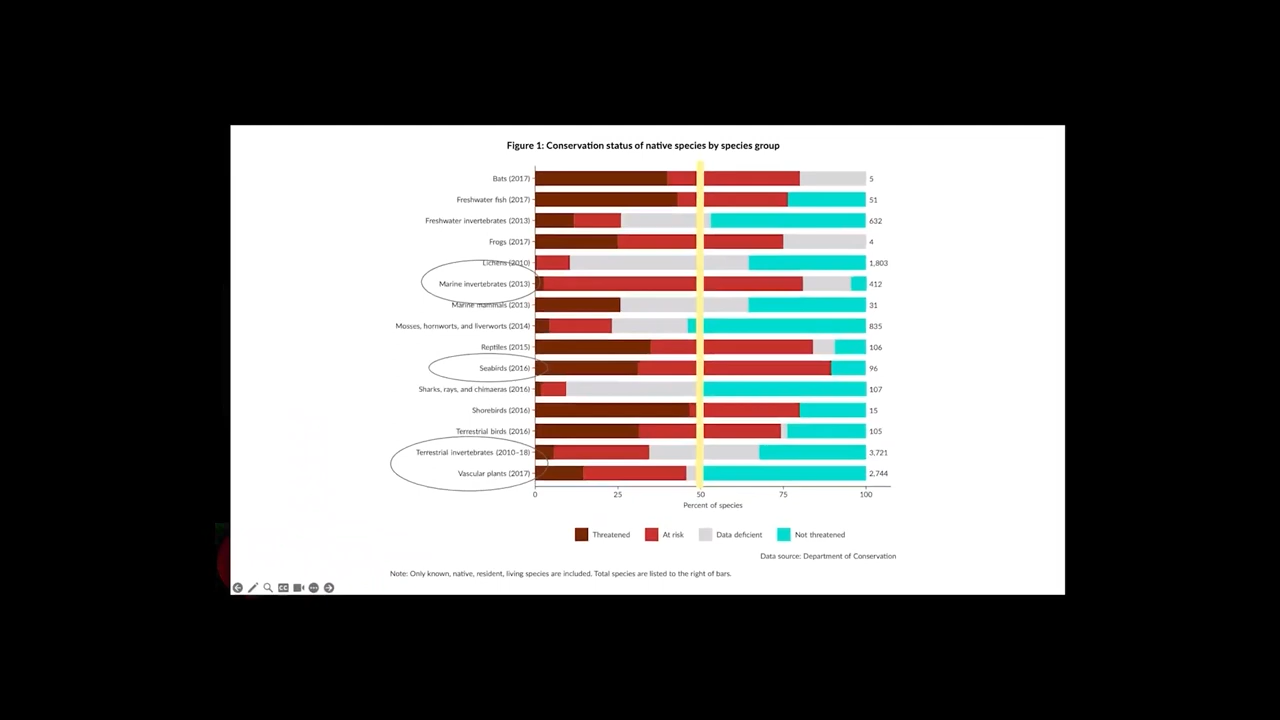 Figure 1: Conservation status of native species by species group
Bats (2017) 5
Freshwater fish (2017) 51
Freshwater invertebrates (2013) 632
Frogs (2017) 4
Lichens (2010) 1,803
Marine invertebrates (2013) 412
Marine mammals (2013) 31
Mosses, hornworts, and liverworts (2014) 835
Reptiles (2015) 106
Seabirds (2016) 96
Sharks, rays, and chimaeras (2016) 107
Shorebirds (2016) 15
Terrestrial birds (2016) 105
Terrestrial invertebrates (2010–18) 3,721
Vascular plants (2017) 2,744
0 25 50 75 100
Percent of species
Threatened At risk Data deficient Not threatened
Data source: Department of Conservation
Note: Only known, native, resident, living species are included. Total species are listed to the right of bars.